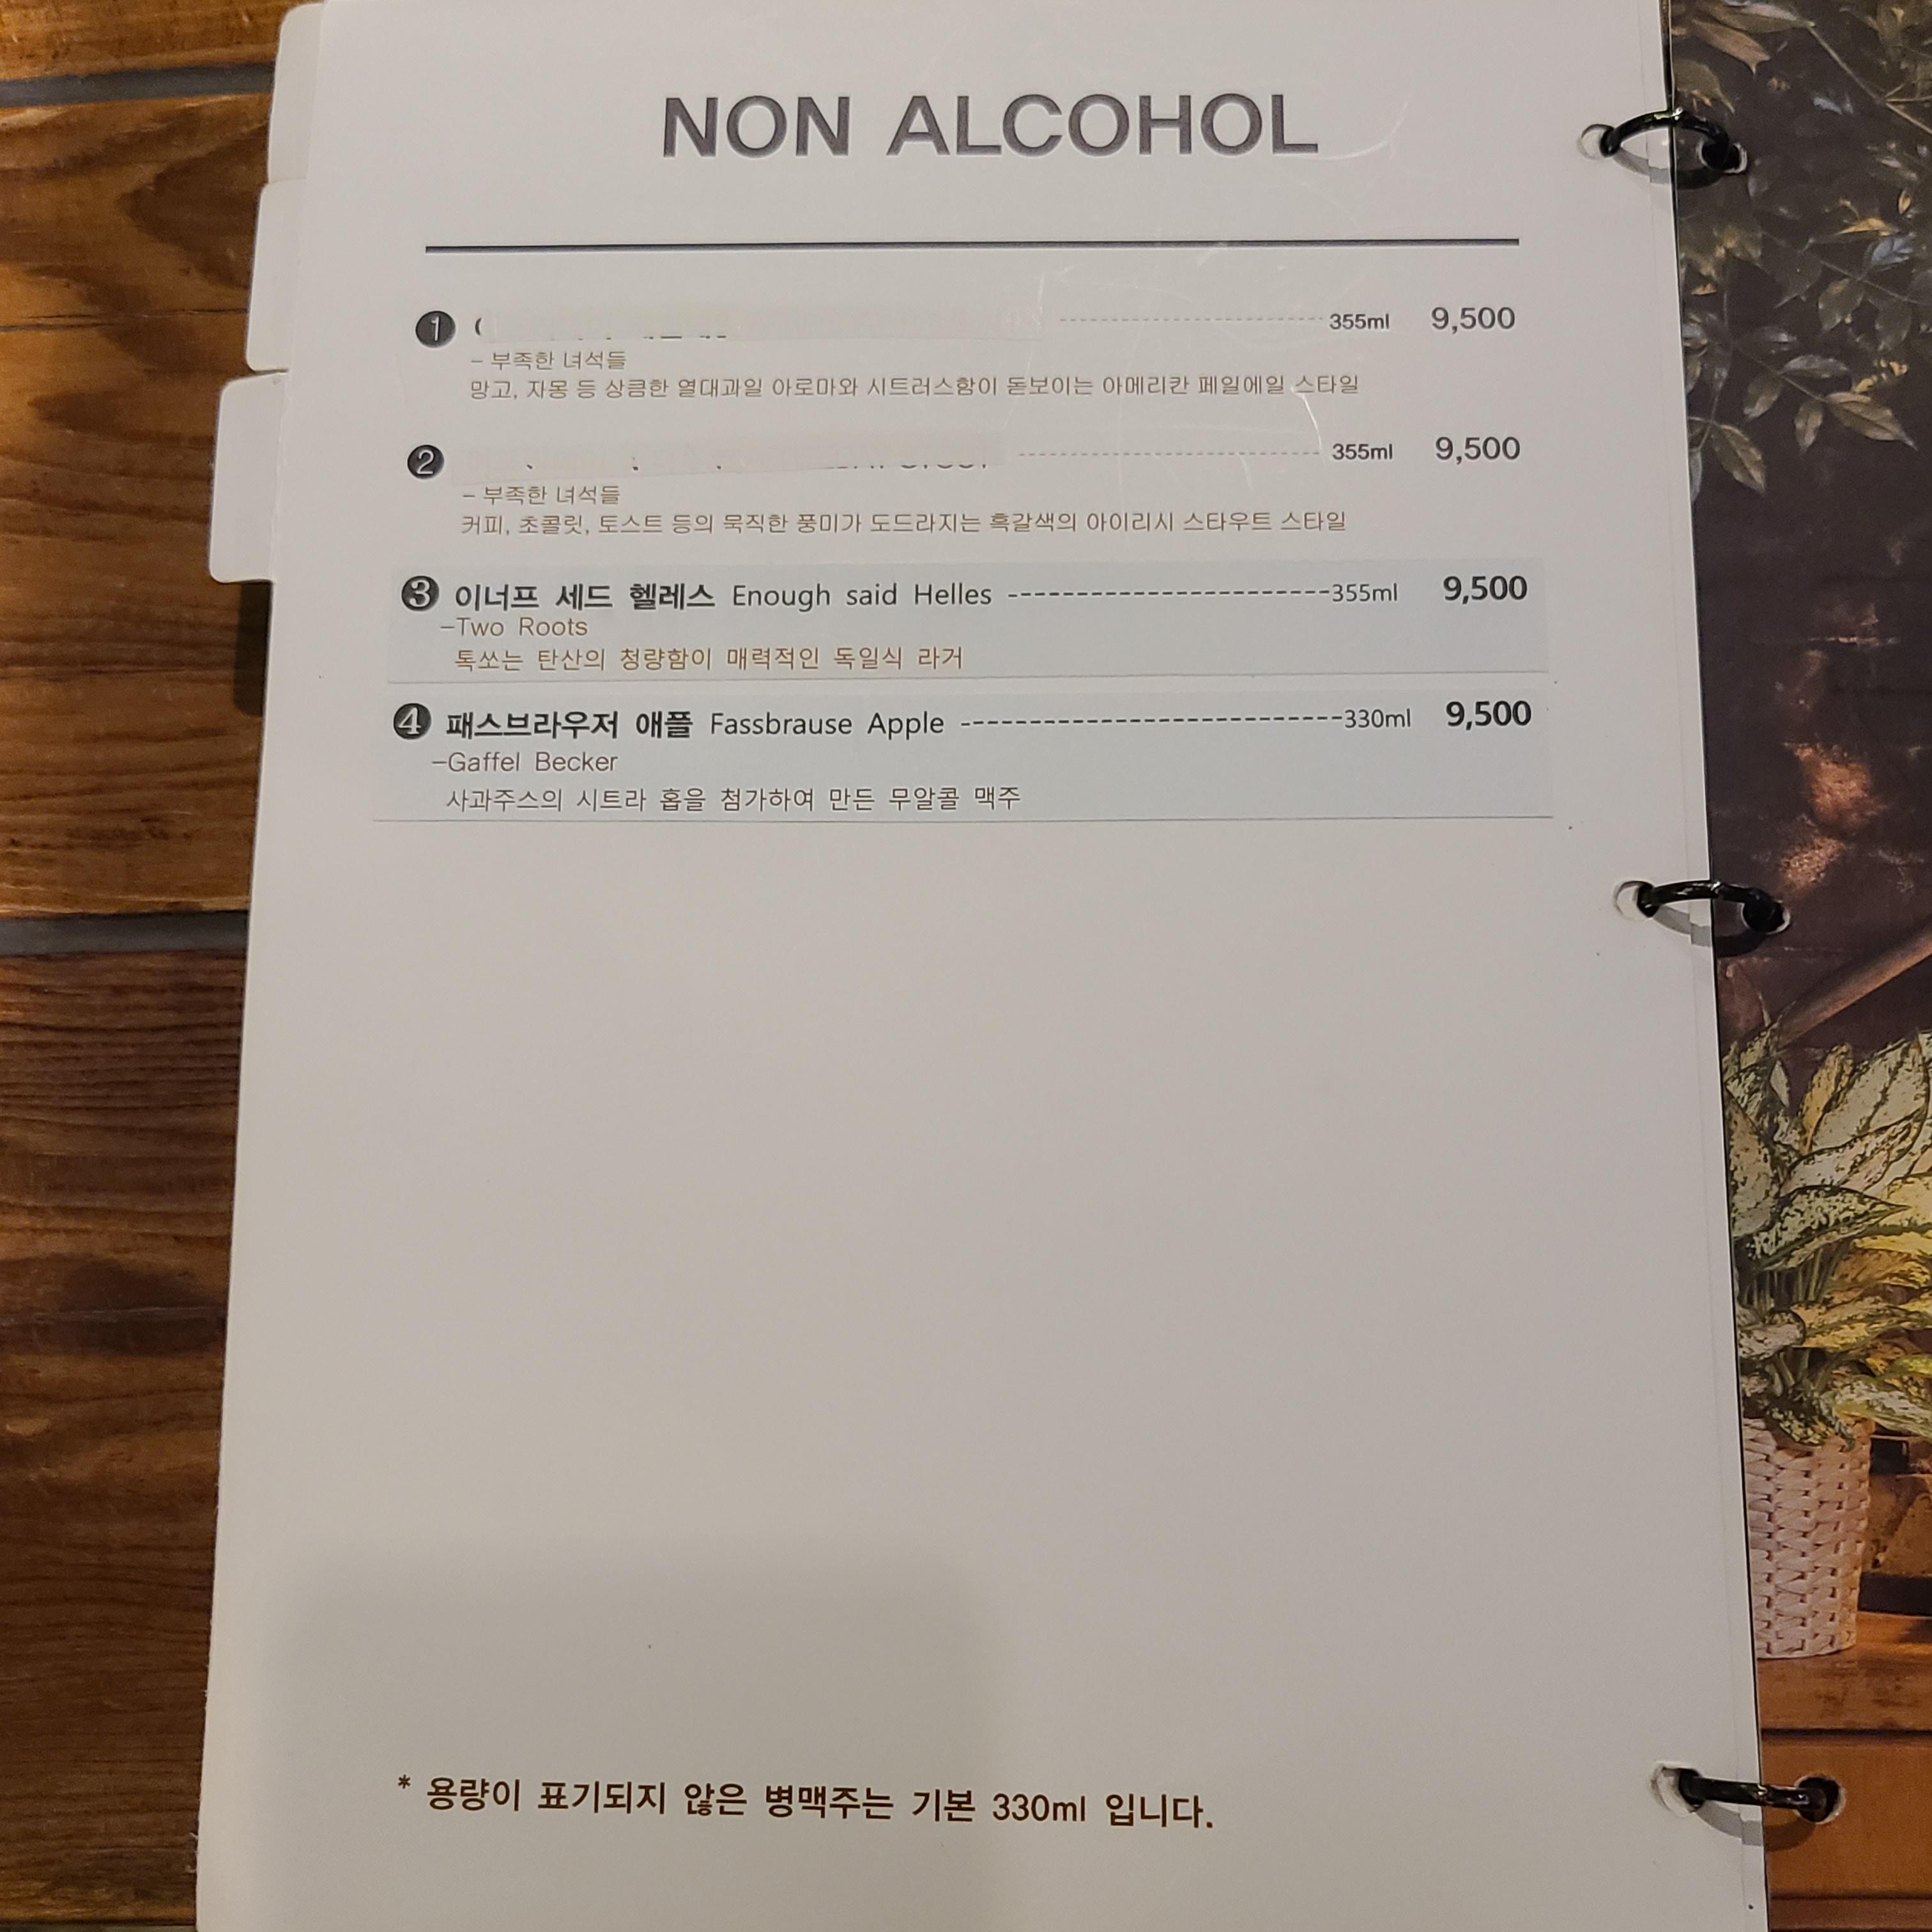 NON ALCOHOL
1 355ml 9,500
- 부족한 녀석들
망고, 자몽 등 상큼한 열대과일 아로마와 시트러스함이 돋보이는 아메리칸 페일에일 스타일
2 355ml 9,500
- 부족한 녀석들
커피, 초콜릿, 토스트 등의 묵직한 풍미가 도드라지는 흑갈색의 아이리시 스타우트 스타일
3 이너프 세드 헬레스 Enough said Helles -----------------------355ml 9,500
-Two Roots
톡쏘는 탄산의 청량함이 매력적인 독일식 라거
4 패스브라우저 애플 Fassbrause Apple ---------------------------330ml 9,500
-Gaffel Becker
사과주스의 시트라 홉을 첨가하여 만든 무알콜 맥주
* 용량이 표기되지 않은 병맥주는 기본 330ml 입니다.